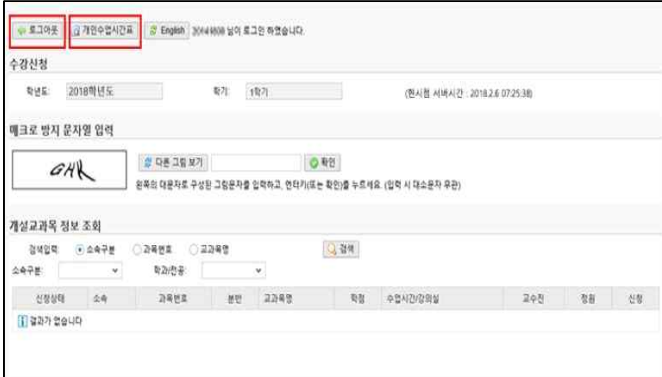 로그아웃 개인수업시간표 English 님이 로그인 하였습니다.
수강신청
학년도: 2018학년도 학기: 1학기 (현시점 서버시간 : 2018.2.6 07:25:38)
매크로 방지 문자열 입력
GHK 다른 그림 보기 확인
왼쪽의 대문자로 구성된 그림문자를 입력하고, 엔터키(또는 확인)를 누르세요. (입력 시 대소문자 무관)
개설교과목 정보 조회
검색입력: 소속구분 과목번호 교과목명 검색
소속구분: 학과/전공:
신청상태 소속 과목번호 분반 교과목명 학점 수업시간/강의실 교수진 정원 신청
결과가 없습니다